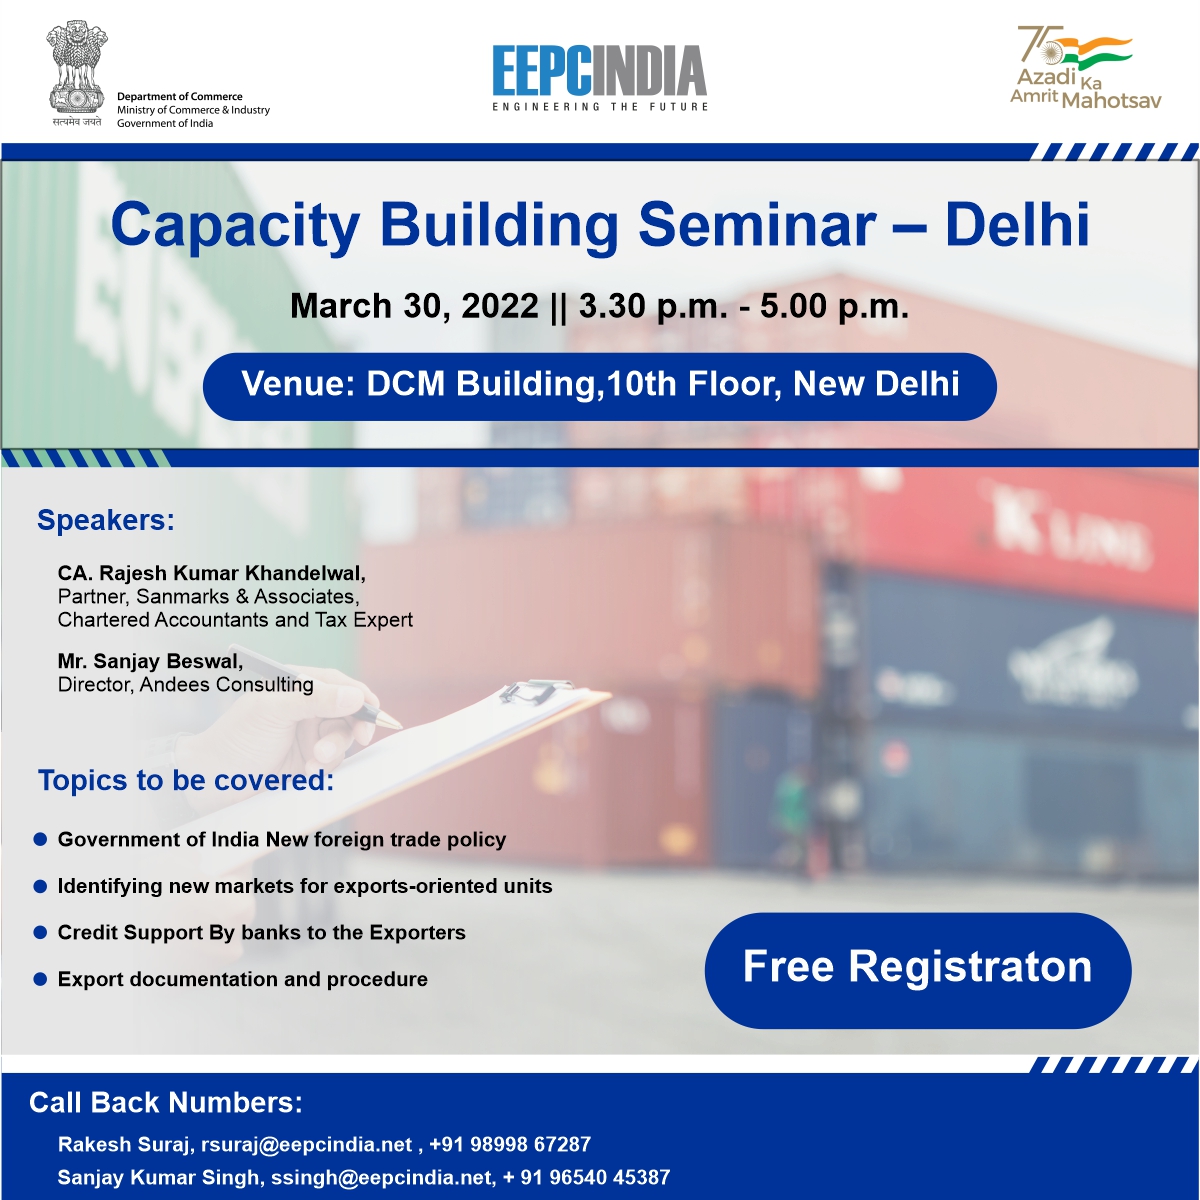 सत्यमेव जयते
Department of Commerce
Ministry of Commerce & Industry
Government of India
EEPCINDIA
ENGINEERING THE FUTURE
75
Azadi Ka
Amrit Mahotsav
Capacity Building Seminar – Delhi
March 30, 2022 || 3.30 p.m. - 5.00 p.m.
Venue: DCM Building,10th Floor, New Delhi
Speakers:
CA. Rajesh Kumar Khandelwal,
Partner, Sanmarks & Associates,
Chartered Accountants and Tax Expert
Mr. Sanjay Beswal,
Director, Andees Consulting
K LINE
Topics to be covered:
Government of India New foreign trade policy
Identifying new markets for exports-oriented units
Credit Support By banks to the Exporters
Export documentation and procedure
Free Registraton
Call Back Numbers:
Rakesh Suraj, rsuraj@eepcindia.net , +91 98998 67287
Sanjay Kumar Singh, ssingh@eepcindia.net, + 91 96540 45387